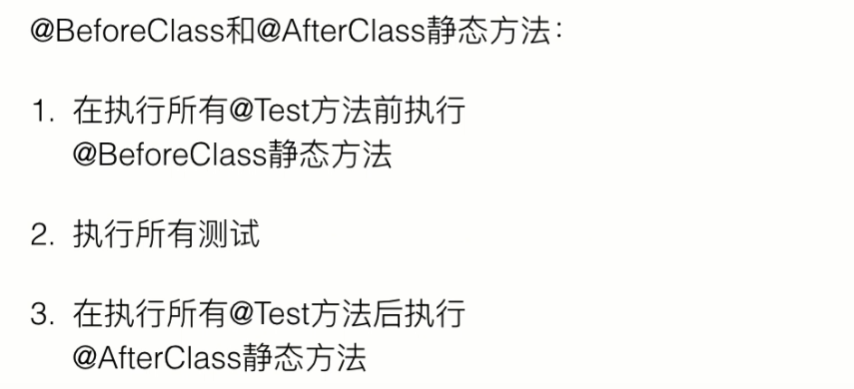 @BeforeClass和@AfterClass静态方法：
1. 在执行所有@Test方法前执行
@BeforeClass静态方法
2. 执行所有测试
3. 在执行所有@Test方法后执行
@AfterClass静态方法